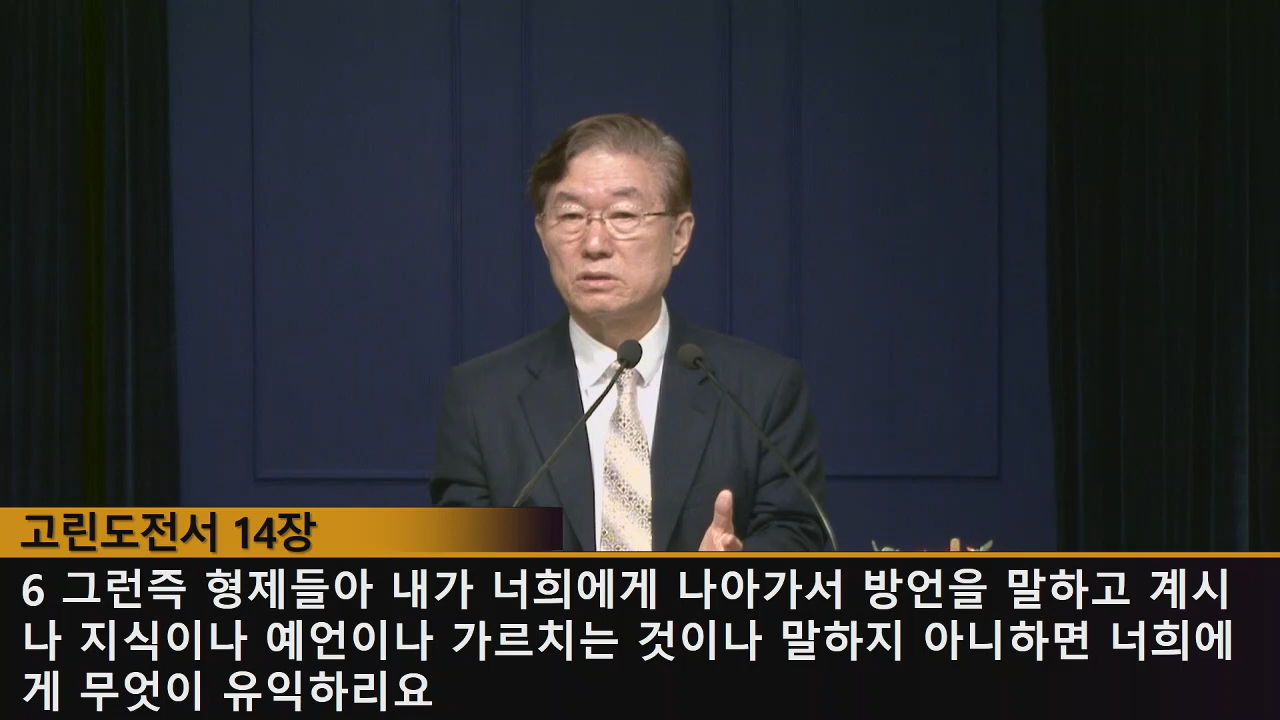 고린도전서 14장
6 그런즉 형제들아 내가 너희에게 나아가서 방언을 말하고 계시
나 지식이나 예언이나 가르치는 것이나 말하지 아니하면 너희에
게 무엇이 유익하리요